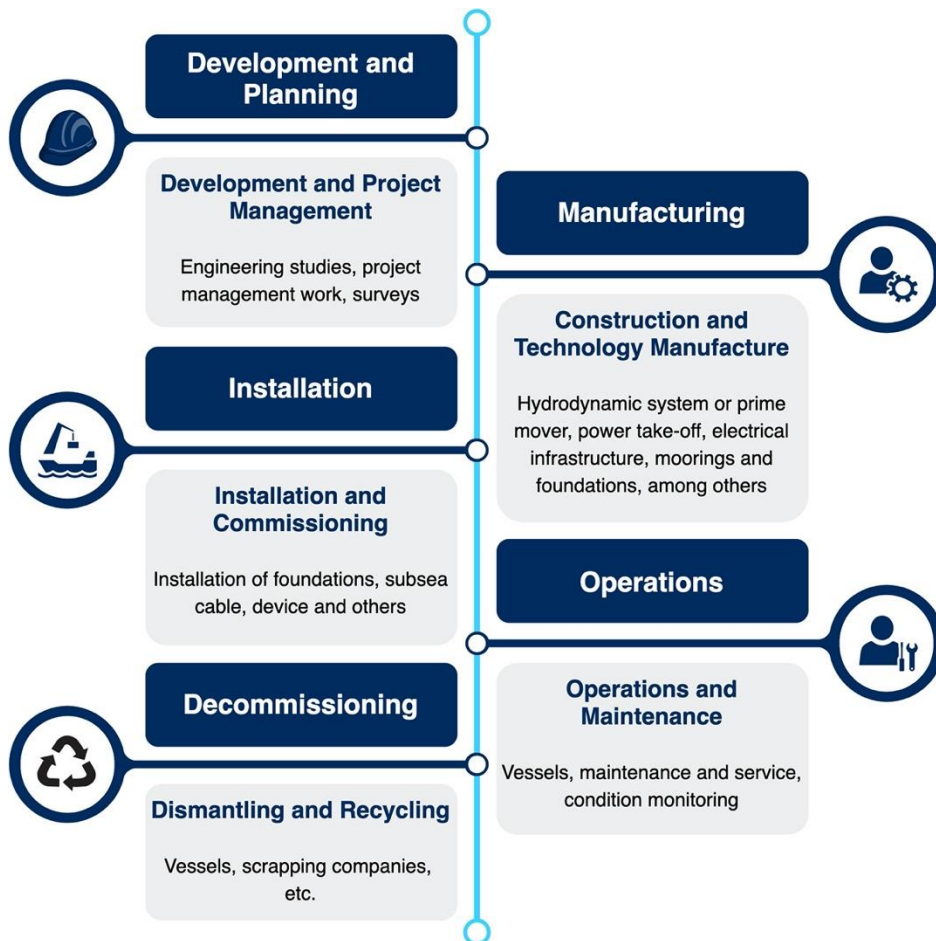 Development and
Planning
Development and Project
Management
Engineering studies, project
management work, surveys
Manufacturing
Construction and
Technology Manufacture
Hydrodynamic system or prime
mover, power take-off, electrical
infrastructure, moorings and
foundations, among others
Installation
Installation and
Commissioning
Installation of foundations, subsea
cable, device and others
Operations
Operations and
Maintenance
Vessels, maintenance and service,
condition monitoring
Decommissioning
Dismantling and Recycling
Vessels, scrapping companies,
etc.